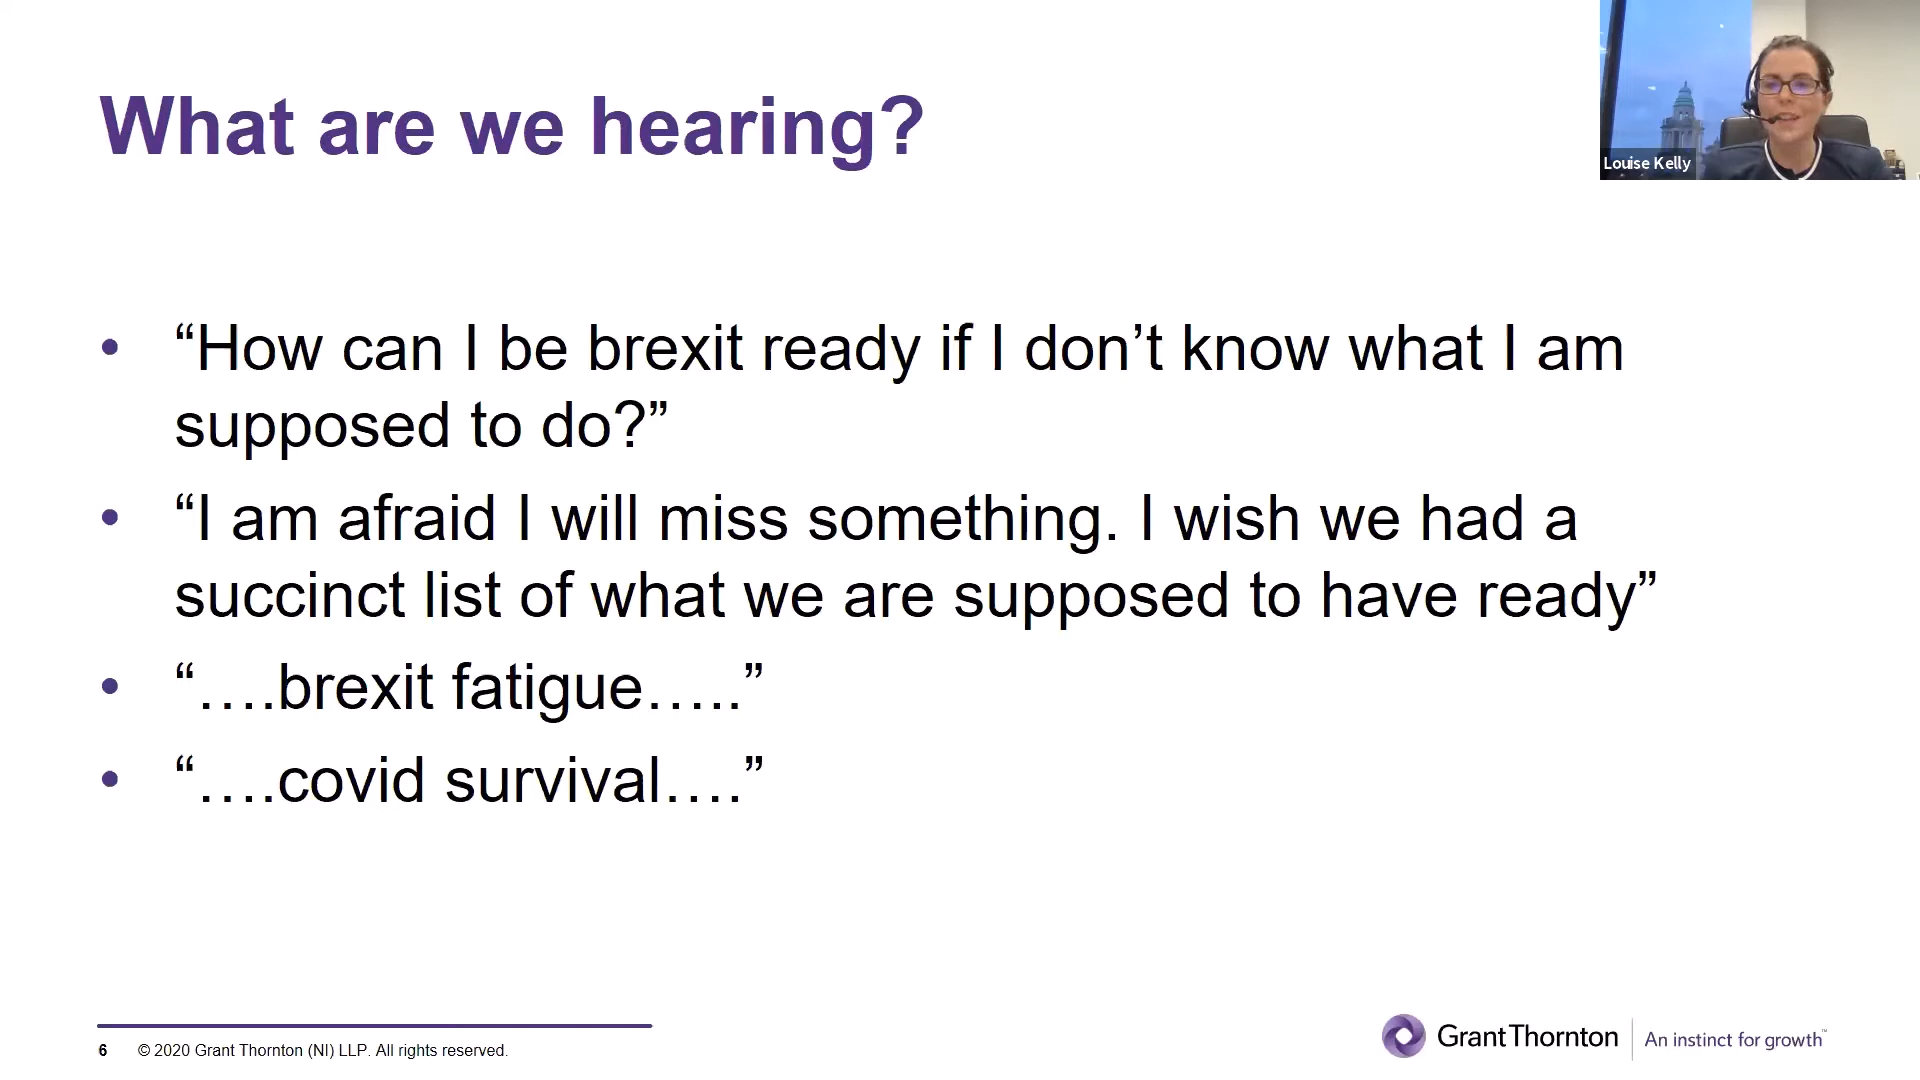 What are we hearing?
Louise Kelly
• “How can I be brexit ready if I don’t know what I am
supposed to do?”
• “I am afraid I will miss something. I wish we had a
succinct list of what we are supposed to have ready”
• “….brexit fatigue…..”
• “….covid survival….”
6 © 2020 Grant Thornton (NI) LLP. All rights reserved.
GrantThornton An instinct for growth™